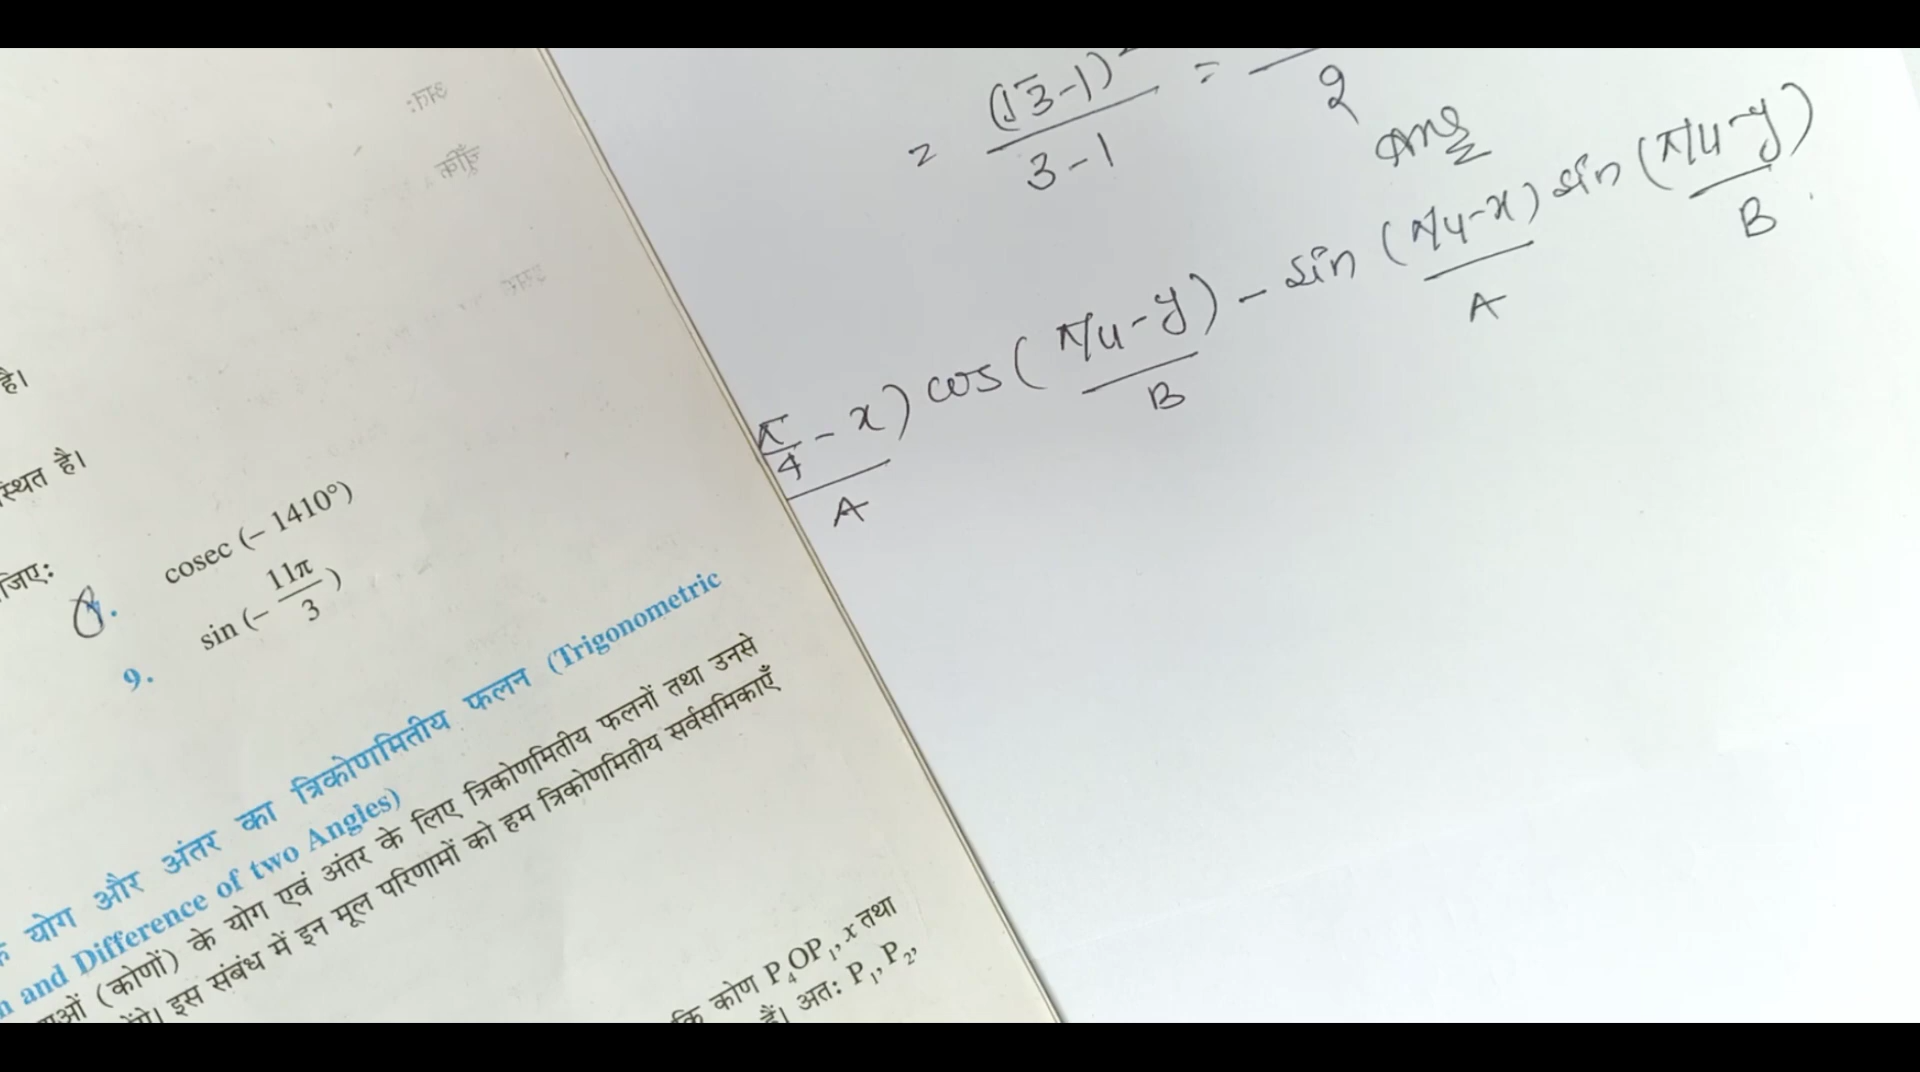 है।
स्थित है।
जिए:
cosec (– 1410°)
9. sin (– 11π/3)
योग और अंतर का त्रिकोणमितीय फलन (Trigonometric
and Difference of two Angles)
(कोणों) के योग एवं अंतर के लिए त्रिकोणमितीय फलनों तथा उनसे
इस संबंध में इन मूल परिणामों को हम त्रिकोणमितीय सर्वसमिकाएँ
कि कोण P₄OP₁, x तथा
हैं। अत: P₁, P₂,
= (√3-1)²/3-1 = /2
Ans
π/4 - x) cos (π/4-y) - sin (π/4-x) sin (π/4-y)
A B A B